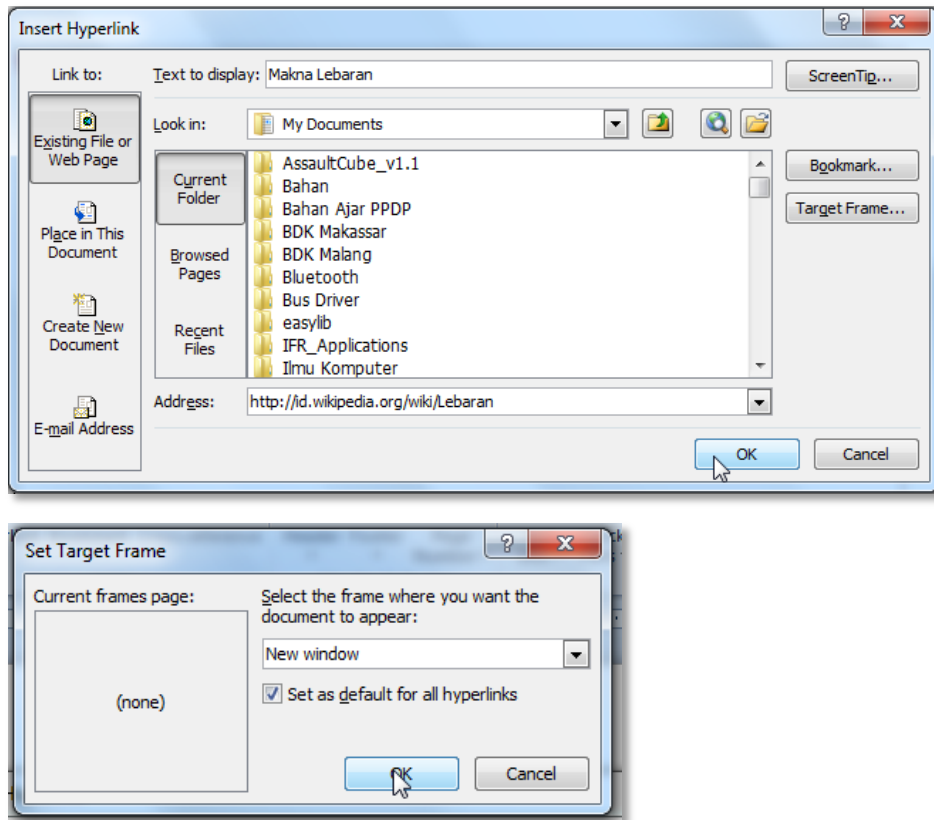 Insert Hyperlink
Link to:
Text to display: Makna Lebaran
ScreenTip...
Existing File or
Web Page
Look in: My Documents
Bookmark...
Target Frame...
Current
Folder
Browsed
Pages
Recent
Files
AssaultCube_v1.1
Bahan
Bahan Ajar PPDP
BDK Makassar
BDK Malang
Bluetooth
Bus Driver
easylib
IFR_Applications
Ilmu Komputer
Place in This
Document
Create New
Document
E-mail Address
Address: http://id.wikipedia.org/wiki/Lebaran
OK Cancel
Set Target Frame
Current frames page:
(none)
Select the frame where you want the
document to appear:
New window
Set as default for all hyperlinks
OK Cancel